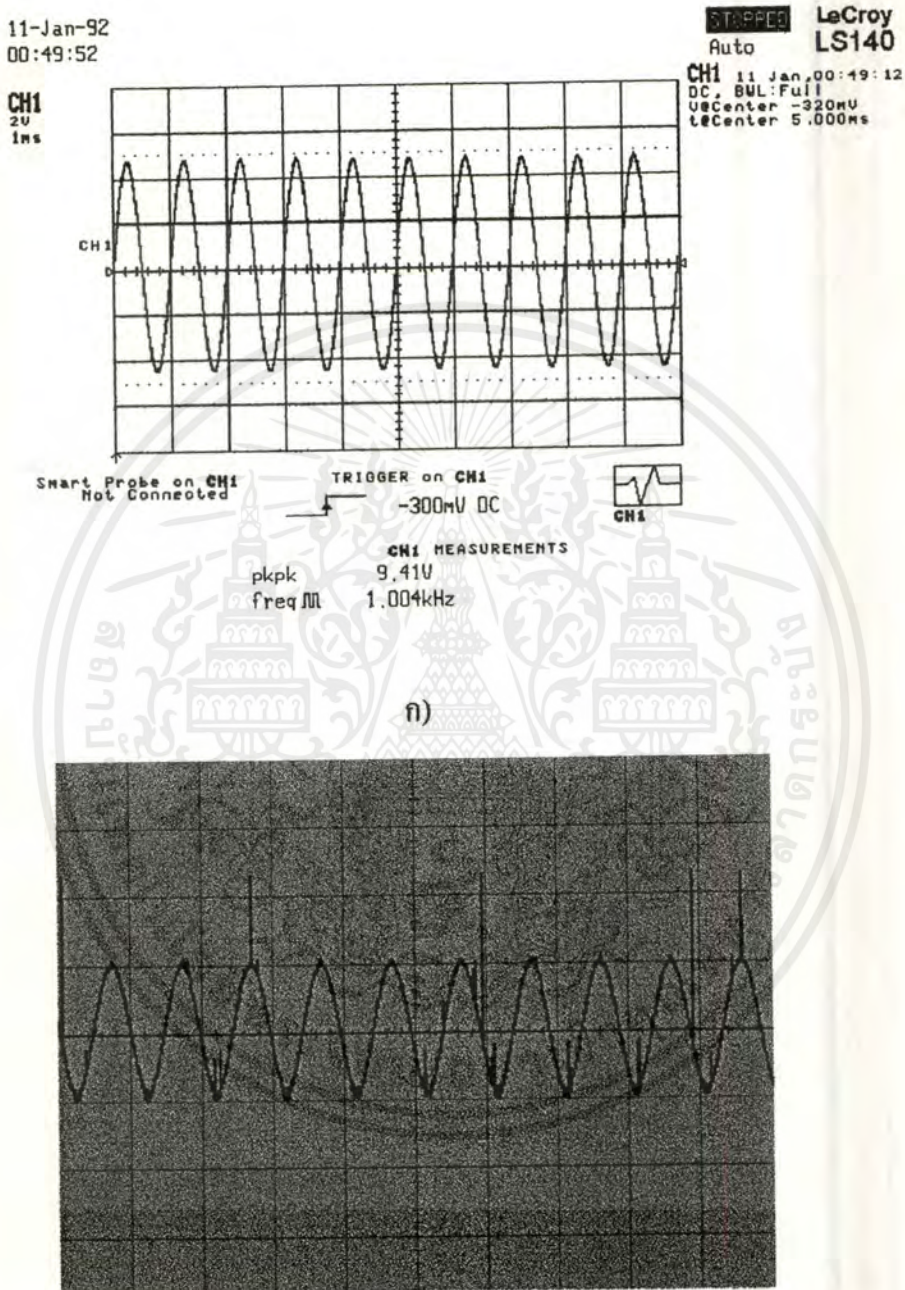 11-Jan-92
00:49:52
STOPPED
Auto
LeCroy
LS140
CH1 11 Jan,00:49:12
DC, BWL:Full
V@Center -320mV
t@Center 5.000ms
CH1
2V
1ms
CH1
Smart Probe on CH1
Not Connected
TRIGGER on CH1
-300mV DC
CH1
CH1 MEASUREMENTS
pkpk 9.41V
freq 1.004kHz
ก)